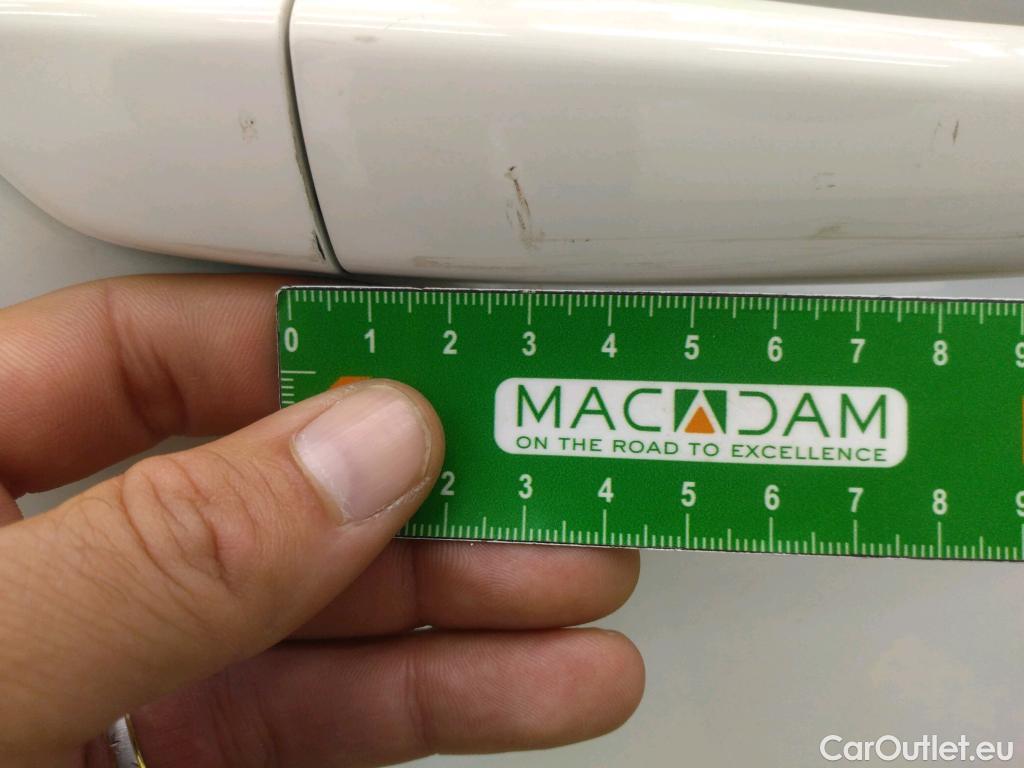 0 1 2 3 4 5 6 7 8 9
MACADAM
ON THE ROAD TO EXCELLENCE
2 3 4 5 6 7 8 9
CarOutlet.eu